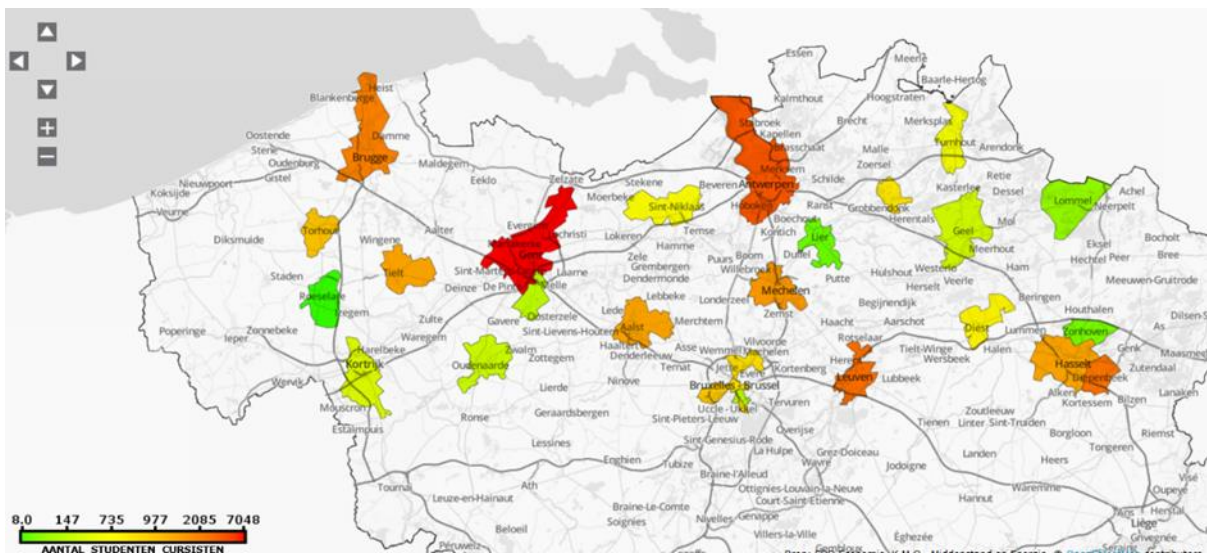 Essen Meerle
Baarle-Hertog
Heist
Kalmthout Hoogstraten
Blankenberge
Stabroek Merksplas
Oostende Damme Kapellen Brecht
Stene Brasschaat Turnhout Arendonk
Oudenburg Brugge Maldegem Zelzate Malle
Gistel Eeklo Stekene Merksem Zoersel Retie
Nieuwpoort Moerbeke Beveren Antwerpen Schilde Kasterlee Dessel Achel
Koksijde Sint-Niklaas Hoboken Ranst Grobbendonk Lommel Neerpelt
Veurne Torhout Aalter Lochristi Temse Boechout Herentals Mol
Diksmuide Wingene Gent Lokeren Hamme Kontich Lier Geel Eksel Bocholt
Staden Tielt Laarne Zele Puurs Boom Duffel Meerhout Hechtel Peer Bree
Roeselare Deinze De Pinte Melle Grembergen Willebroek Putte Hulshout Westerlo Ham Meeuwen-Gruitrode
Izegem Dendermonde Mechelen Herselt Veerle
Zulte Oosterzele Lebbeke Londerzeel Begijnendijk Beringen
Poperinge Zonnebeke Gavere Lede Zemst Houthalen Dilsen-S
Ieper Waregem Sint-Lievens-Houtem Aalst Merchtem Haacht Aarschot Diest Lummen Zonhoven As
Harelbeke Zwalm Haaltert Asse Vilvoorde Rotselaar Tielt-Winge Halen Genk Maasme
Kortrijk Oudenaarde Zottegem Denderleeuw Wemmel Machelen Herent Wersbeek Hasselt Zutendaal
Wervik Lierde Ninove Ternat Jette Evere Kortenberg Leuven Lubbeek Diepenbeek
Bruxelles - Brussel Alken Bilzen Lanaken
Mouscron Ronse Geraardsbergen Uccle - Ukkel Tervuren Zoutleeuw Kortessem
Estaimpuis Sint-Pieters-Leeuw Overijse Tienen Linter Sint-Truiden Borgloon Riemst
Lessines Sint-Genesius-Rode Tongeren
Enghien La Hulpe Grez-Doiceau Landen Heers
Tubize Wavre Jodoigne Visé
Tournai Ath Braine-l'Alleud Waremme Oupeye
Leuze-en-Hainaut Ottignies-Louvain-la-Neuve Hannut
Braine-Le-Comte Court-Saint-Etienne Ans Herstal
8.0 147 735 977 2085 7048 Beloeil Soignies Nivelles Genappe Liège
Villers-la-Ville Éghezée Grivegnée
AANTAL STUDENTEN CURSISTEN Péruwelz Gembloux